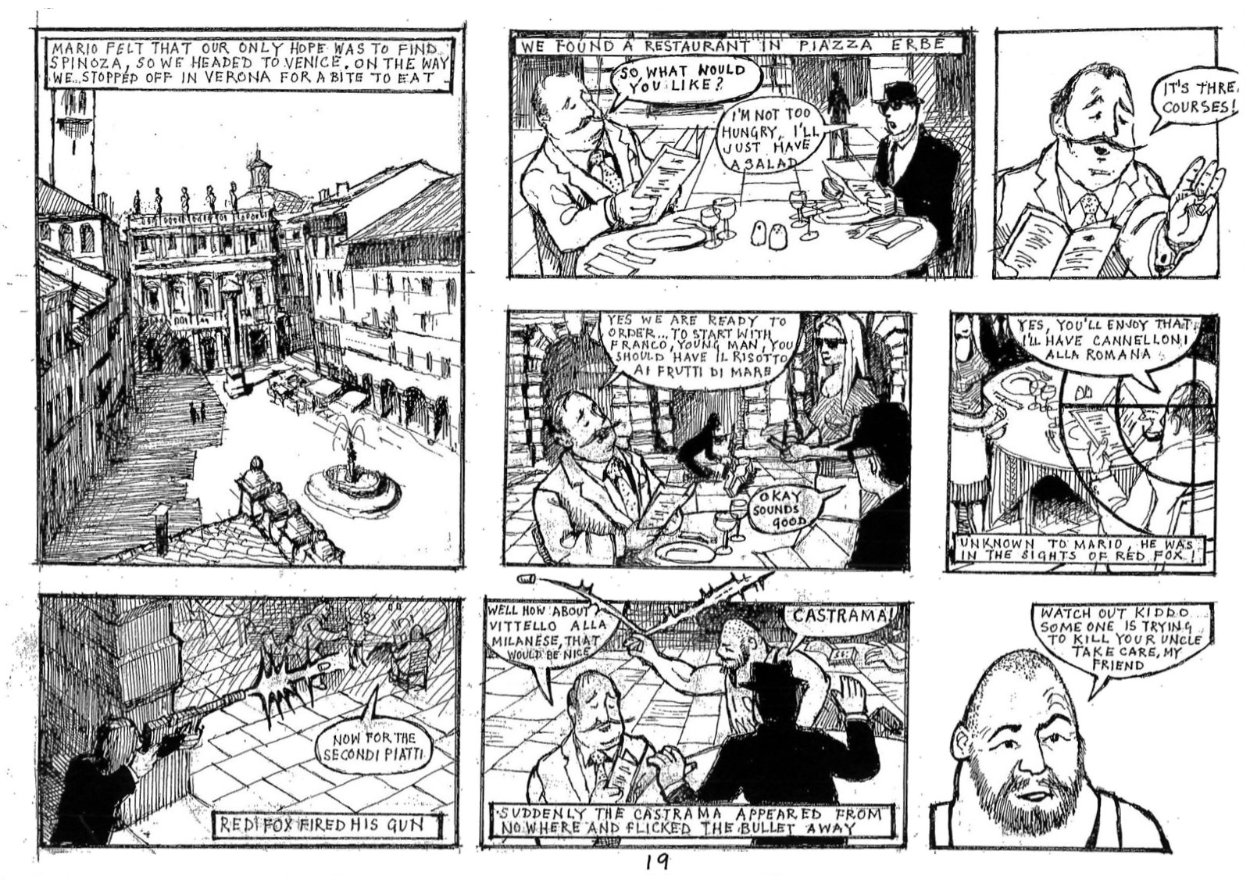 MARIO FELT THAT OUR ONLY HOPE WAS TO FIND
SPINOZA, SO WE HEADED TO VENICE. ON THE WAY
WE STOPPED OFF IN VERONA FOR A BITE TO EAT
WE FOUND A RESTAURANT IN PIAZZA ERBE
SO, WHAT WOULD
YOU LIKE?
I'M NOT TOO
HUNGRY, I'LL
JUST HAVE
A SALAD
IT'S THRE
COURSES!
YES WE ARE READY TO
ORDER... TO START WITH
FRANCO, YOUNG MAN, YOU
SHOULD HAVE IL RISOTTO
AI FRUTTI DI MARE
OKAY
SOUNDS
GOOD
YES, YOU'LL ENJOY THAT
I'LL HAVE CANNELLONI
ALLA ROMANA
UNKNOWN TO MARIO, HE WAS
IN THE SIGHTS OF RED FOX!
NOW FOR THE
SECONDI PIATTI
RED FOX FIRED HIS GUN
WELL HOW ABOUT
VITTELLO ALLA
MILANESE, THAT
WOULD BE NICE
CASTRAMA!
SUDDENLY THE CASTRAMA APPEARED FROM
NOWHERE AND FLICKED THE BULLET AWAY
WATCH OUT KIDDO
SOME ONE IS TRYING
TO KILL YOUR UNCLE
TAKE CARE, MY
FRIEND
19